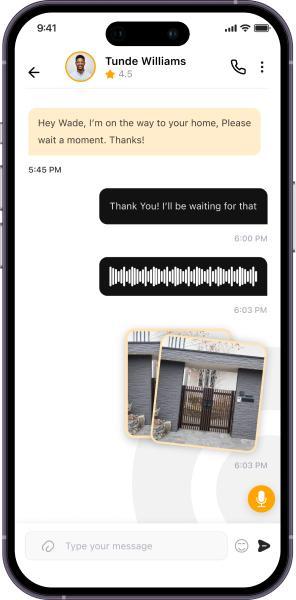 9:41
Tunde Williams
4.5
Hey Wade, I'm on the way to your home, Please
wait a moment. Thanks!
5:45 PM
Thank You! I'll be waiting for that
6:00 PM
6:03 PM
6:03 PM
Type your message